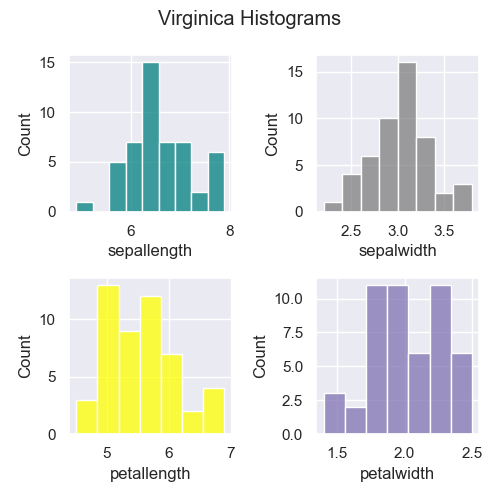 Virginica Histograms
15
10
5
0
Count
6 8
sepallength
15
10
5
0
Count
2.5 3.0 3.5
sepalwidth
10
5
0
Count
5 6 7
petallength
10.0
7.5
5.0
2.5
0.0
Count
1.5 2.0 2.5
petalwidth